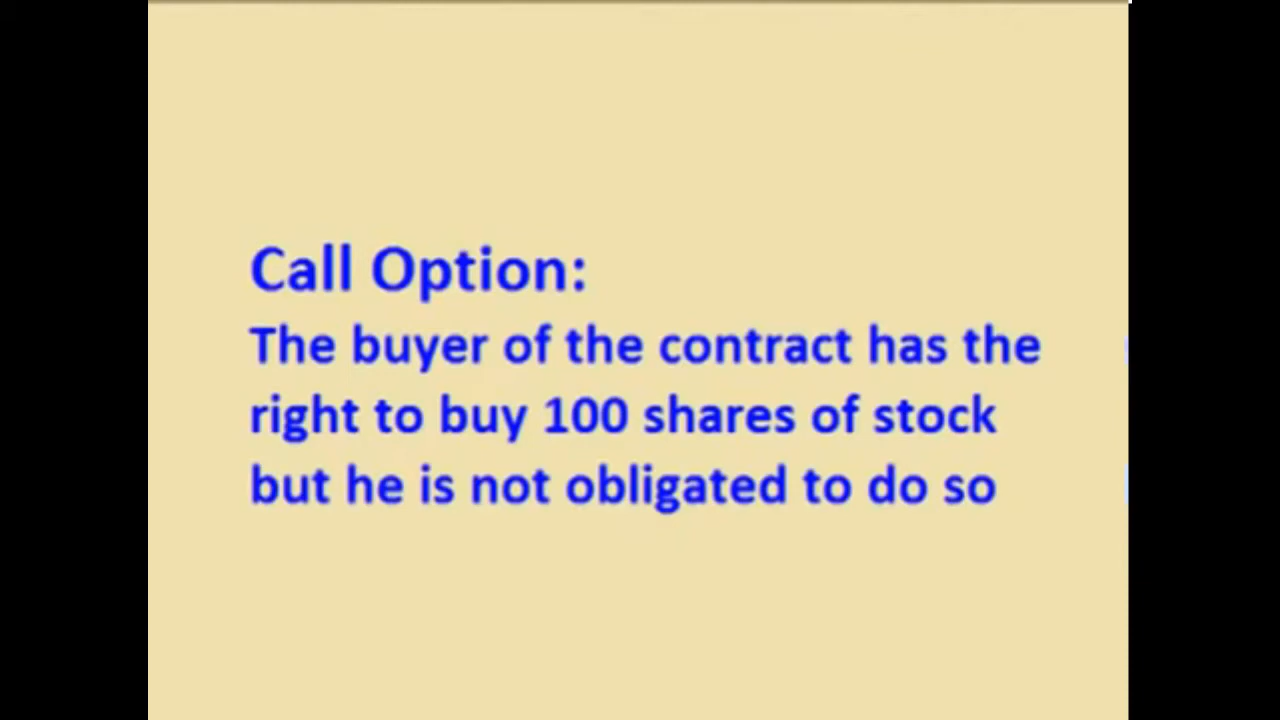 Call Option:
The buyer of the contract has the
right to buy 100 shares of stock
but he is not obligated to do so